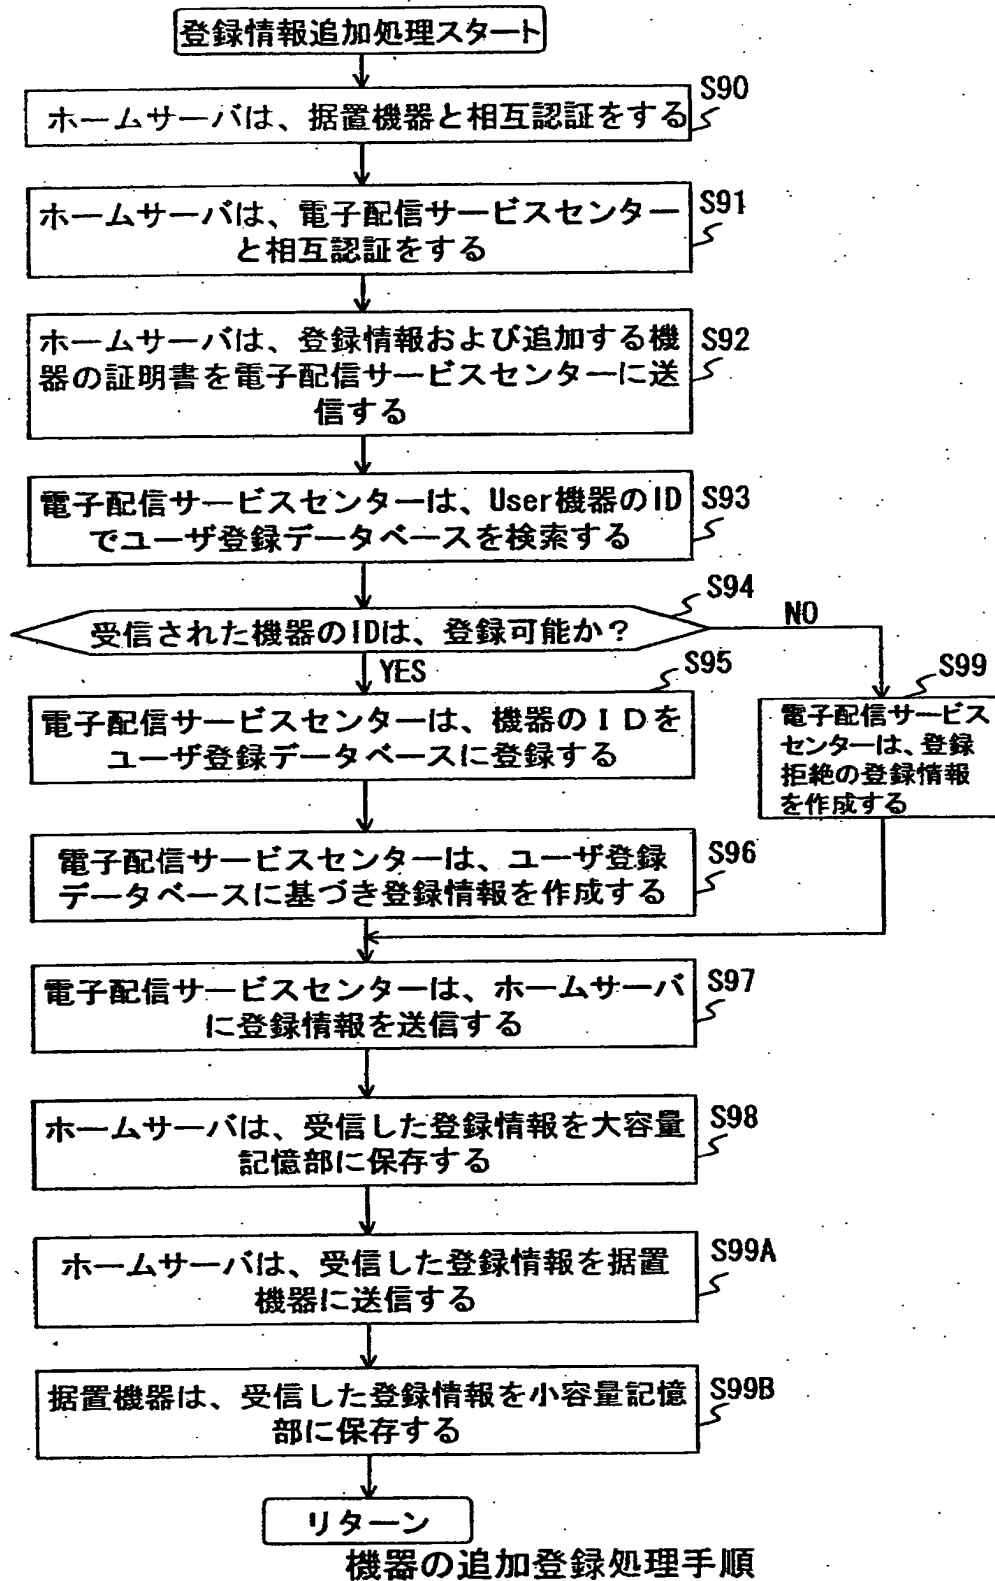 登録情報追加処理スタート
ホームサーバは、据置機器と相互認証をする
S90
ホームサーバは、電子配信サービスセンター
と相互認証をする
S91
ホームサーバは、登録情報および追加する機
器の証明書を電子配信サービスセンターに送
信する
S92
電子配信サービスセンターは、User機器のID
でユーザ登録データベースを検索する
S93
受信された機器のIDは、登録可能か?
S94
NO
YES
電子配信サービスセンターは、機器のIDを
ユーザ登録データベースに登録する
S95
電子配信サービス
センターは、登録
拒絶の登録情報
を作成する
S99
電子配信サービスセンターは、ユーザ登録
データベースに基づき登録情報を作成する
S96
電子配信サービスセンターは、ホームサーバ
に登録情報を送信する
S97
ホームサーバは、受信した登録情報を大容量
記憶部に保存する
S98
ホームサーバは、受信した登録情報を据置
機器に送信する
S99A
据置機器は、受信した登録情報を小容量記憶
部に保存する
S99B
リターン
機器の追加登録処理手順